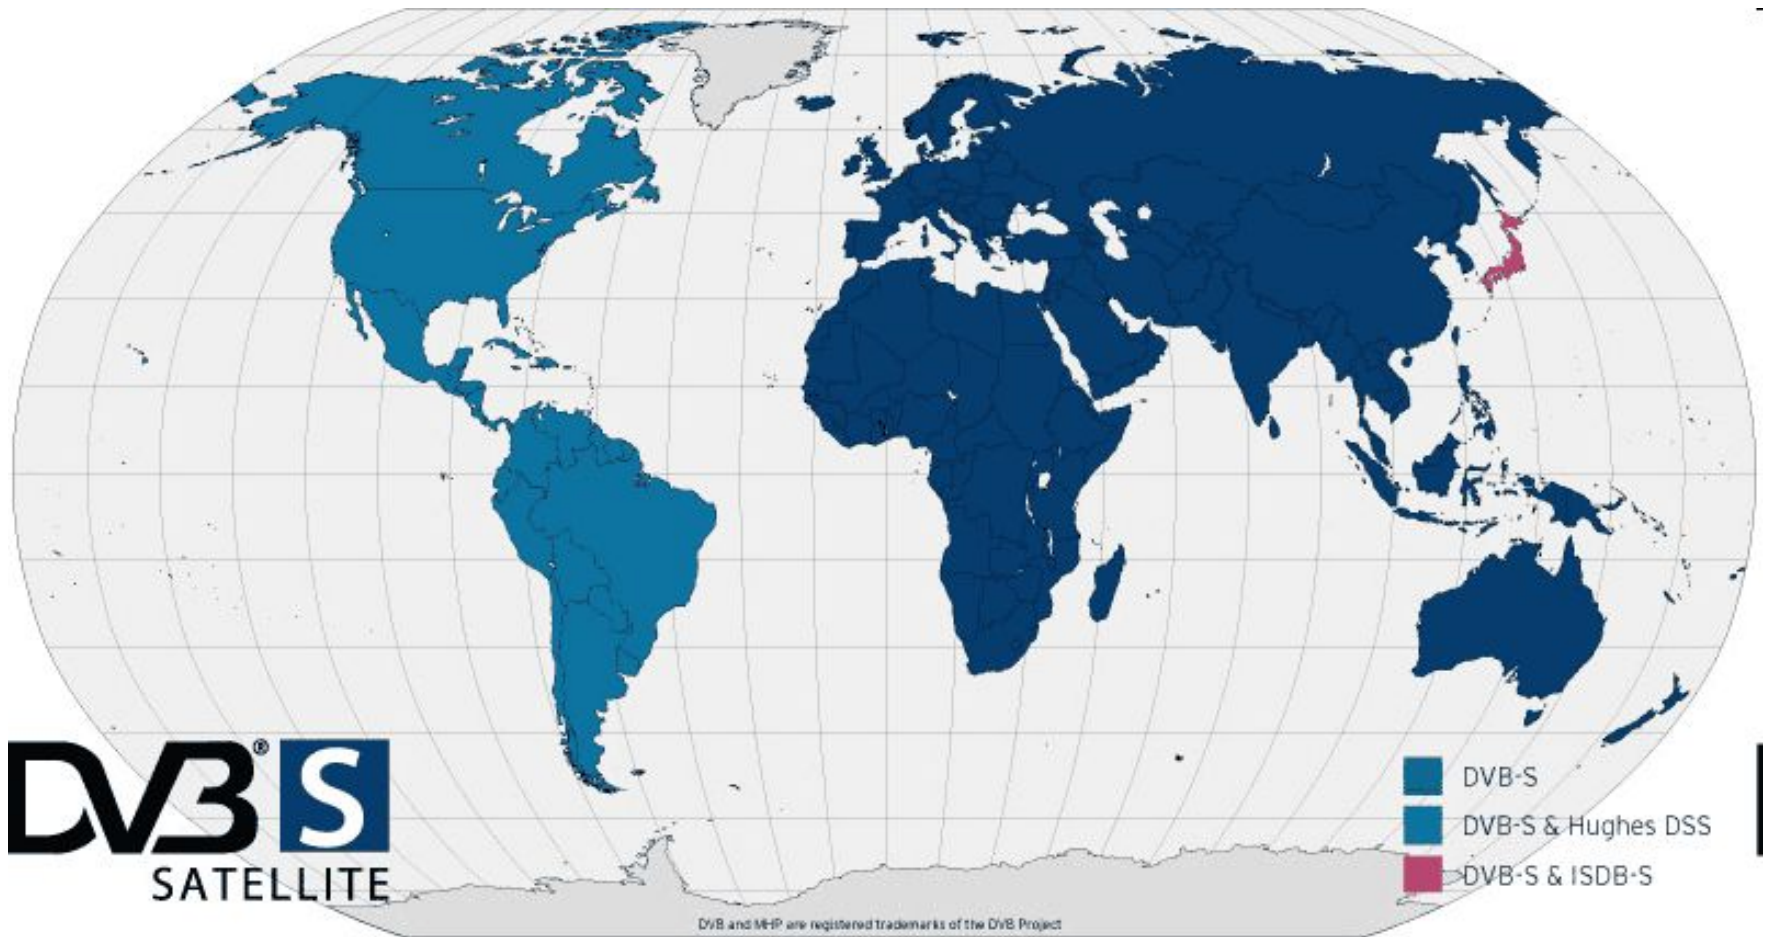 DVB® S
SATELLITE
DVB-S
DVB-S & Hughes DSS
DVB-S & ISDB-S
DVB and MHP are registered trademarks of the DVB Project